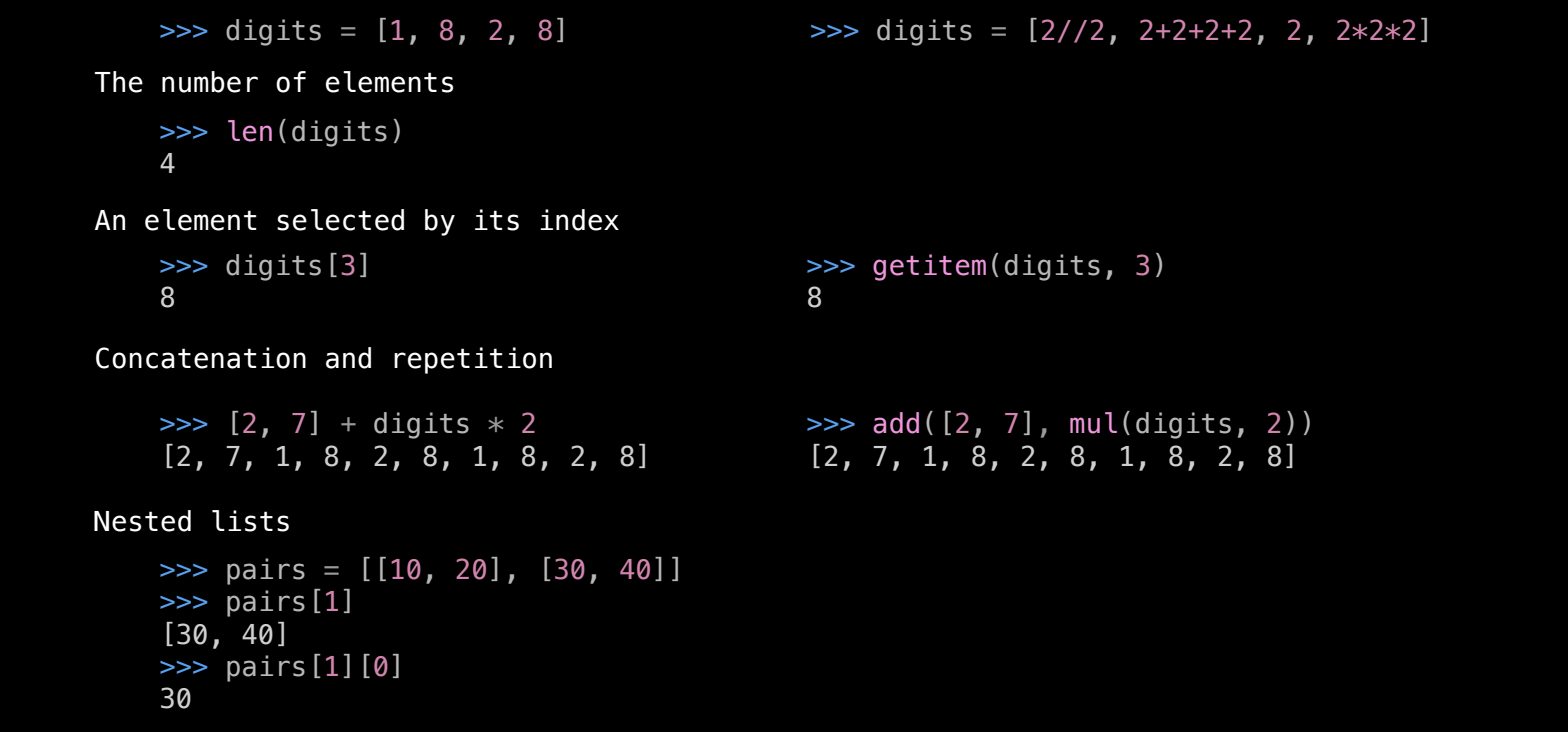 >>> digits = [1, 8, 2, 8]
>>> digits = [2//2, 2+2+2+2, 2, 2*2*2]
The number of elements
>>> len(digits)
4
An element selected by its index
>>> digits[3]
8
>>> getitem(digits, 3)
8
Concatenation and repetition
>>> [2, 7] + digits * 2
[2, 7, 1, 8, 2, 8, 1, 8, 2, 8]
>>> add([2, 7], mul(digits, 2))
[2, 7, 1, 8, 2, 8, 1, 8, 2, 8]
Nested lists
>>> pairs = [[10, 20], [30, 40]]
>>> pairs[1]
[30, 40]
>>> pairs[1][0]
30